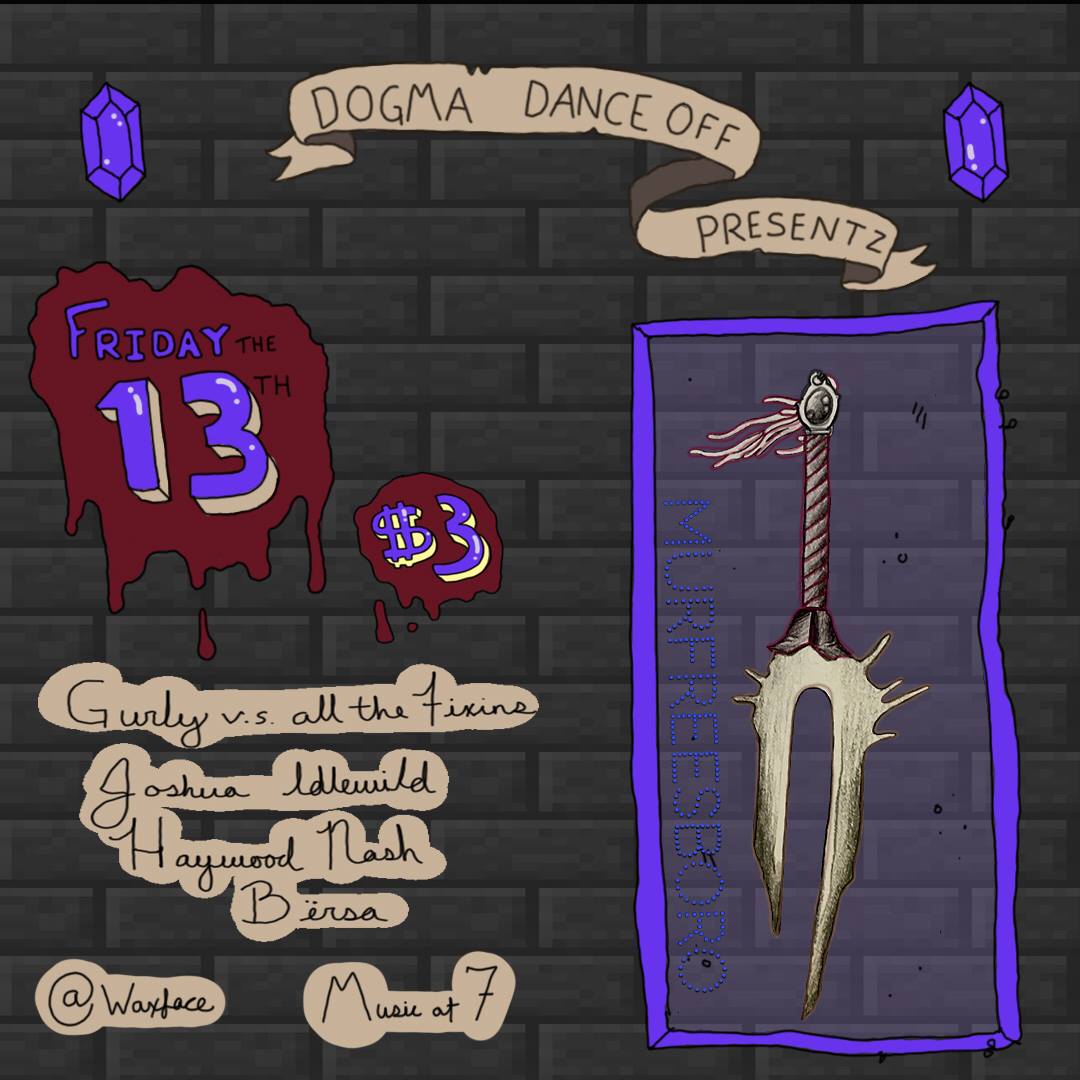 DOGMA DANCE OFF
PRESENTZ
FRIDAY THE
13TH
$3
MURFREESBORO
Gurly v.s. all the Fixins
Joshua Idlewild
Haywood Nash
Bërsa
@Waxface
Music at 7